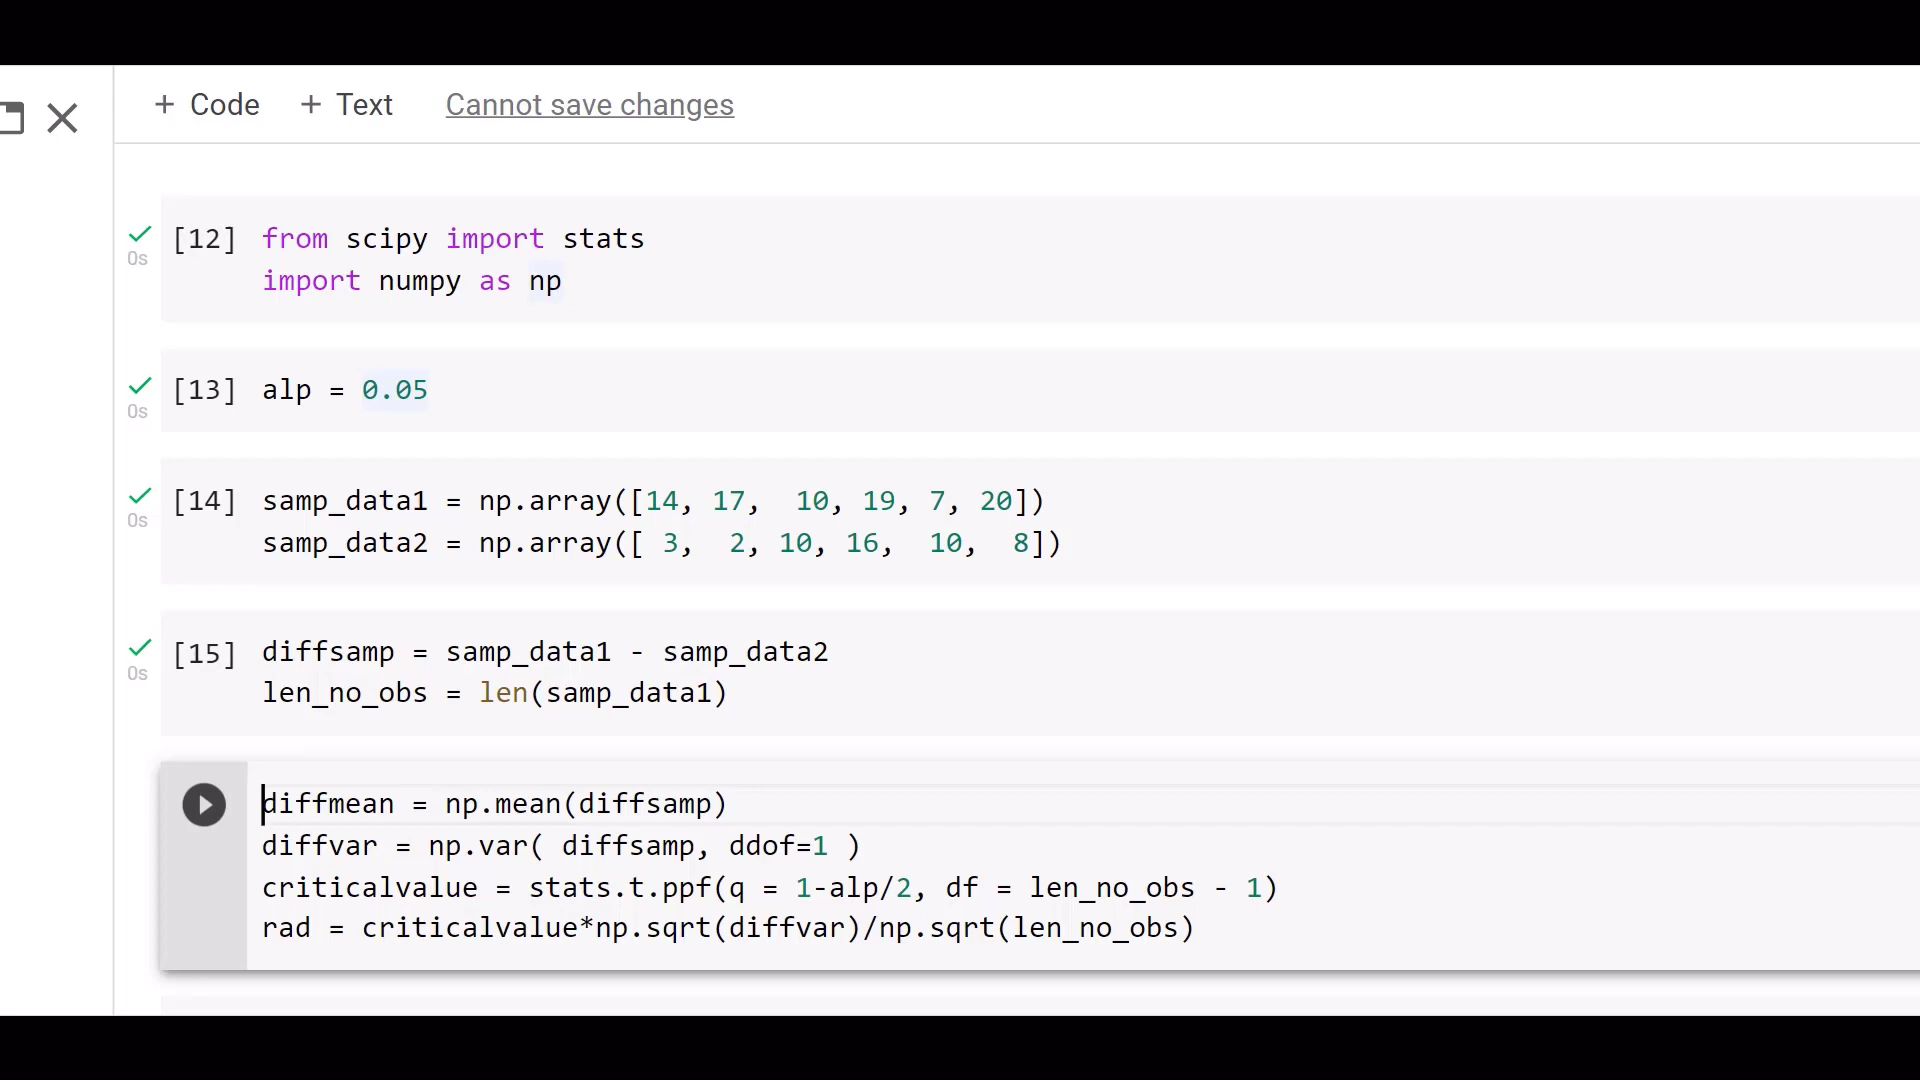 + Code + Text Cannot save changes
[12] from scipy import stats
0s import numpy as np
[13] alp = 0.05
0s
[14] samp_data1 = np.array([14, 17,  10, 19, 7, 20])
0s samp_data2 = np.array([ 3,  2, 10, 16,  10,  8])
[15] diffsamp = samp_data1 - samp_data2
0s len_no_obs = len(samp_data1)
diffmean = np.mean(diffsamp)
diffvar = np.var( diffsamp, ddof=1 )
criticalvalue = stats.t.ppf(q = 1-alp/2, df = len_no_obs - 1)
rad = criticalvalue*np.sqrt(diffvar)/np.sqrt(len_no_obs)